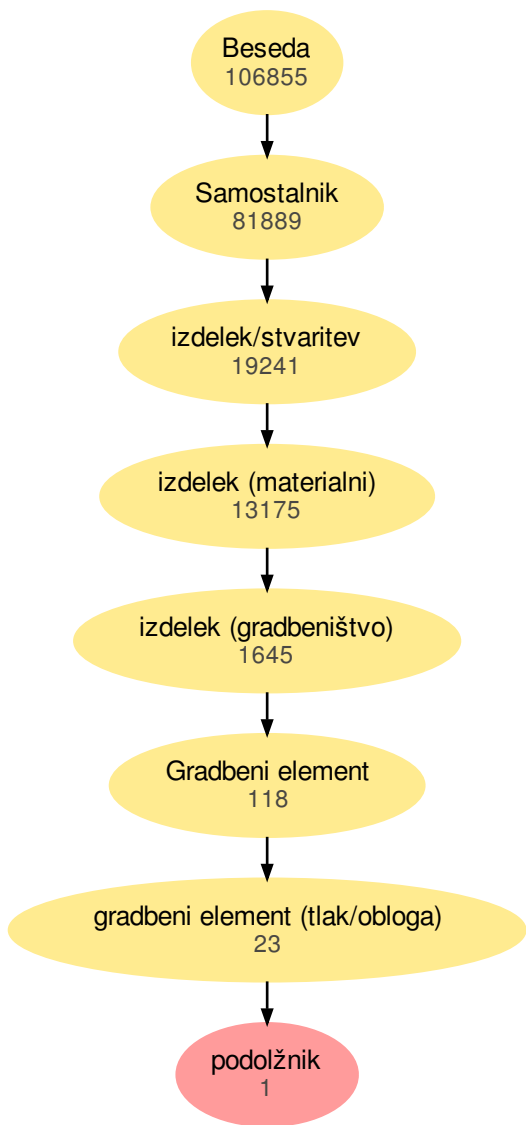 Beseda
106855
Samostalnik
81889
izdelek/stvaritev
19241
izdelek (materialni)
13175
izdelek (gradbeništvo)
1645
Gradbeni element
118
gradbeni element (tlak/obloga)
23
podolžnik
1